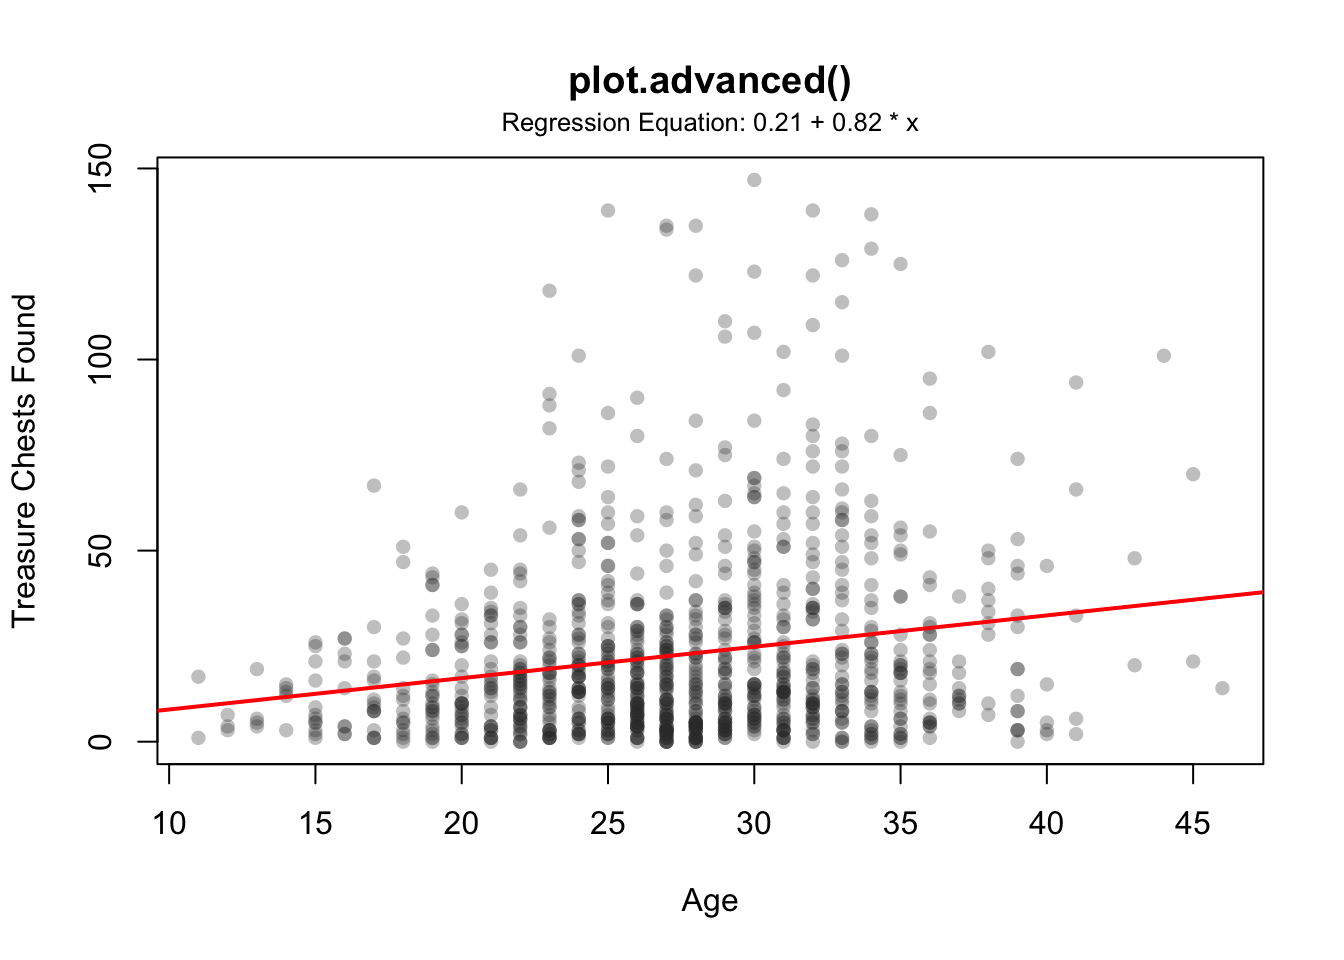 plot.advanced()
Regression Equation: 0.21 + 0.82 * x
Treasure Chests Found
150
100
50
0
10 15 20 25 30 35 40 45
Age